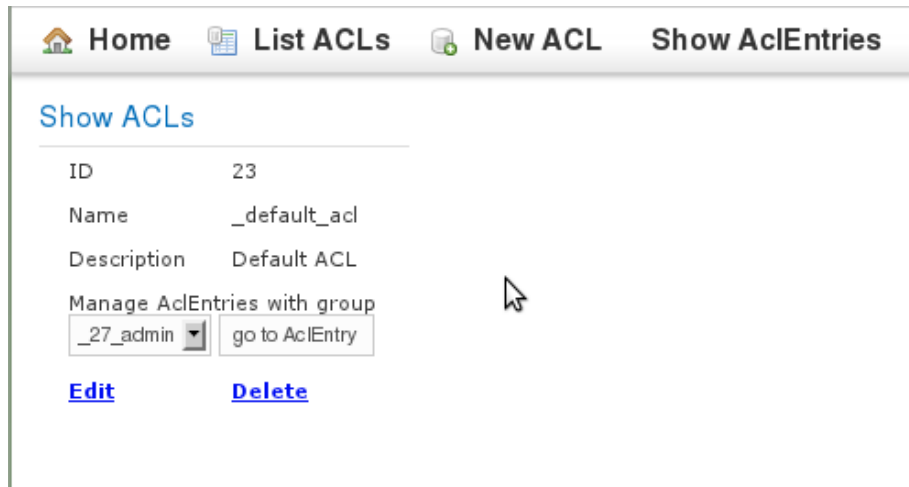 Home List ACLs New ACL Show AclEntries
Show ACLs
ID 23
Name _default_acl
Description Default ACL
Manage AclEntries with group
_27_admin go to AclEntry
Edit Delete